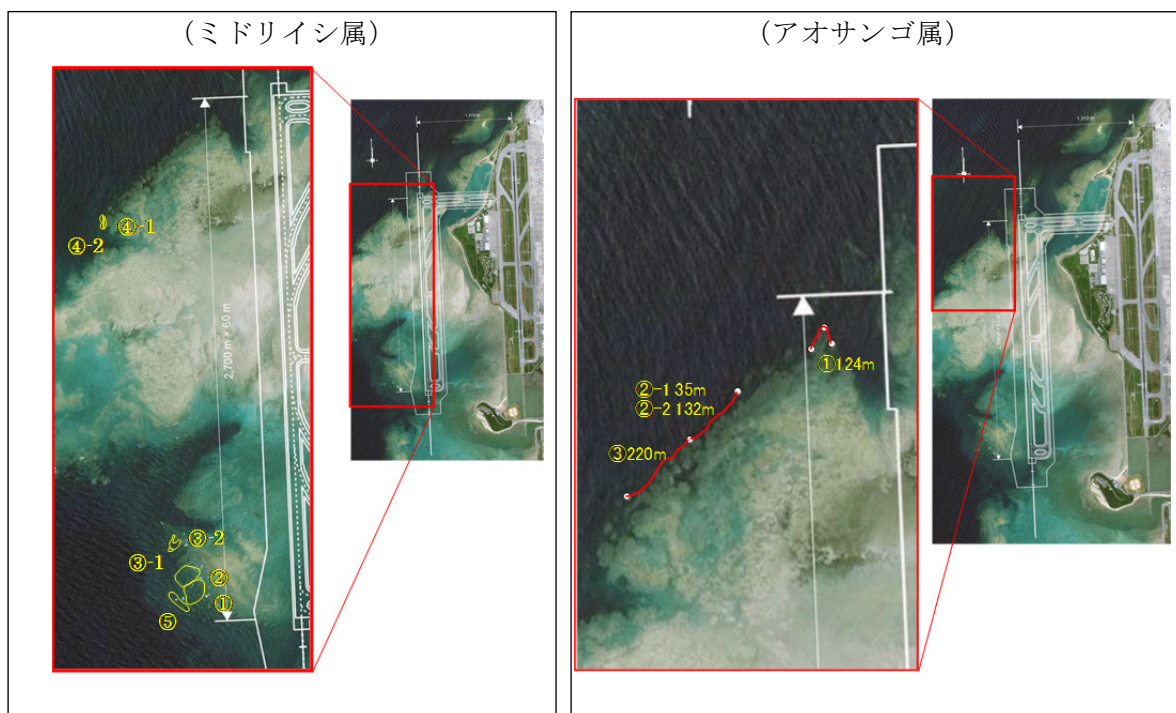 (ミドリイシ属)
④-1
④-2
2,700 m × 60 m
③-2
③-1
②
①
⑤
(アオサンゴ属)
①124m
②-1 35m
②-2 132m
③220m